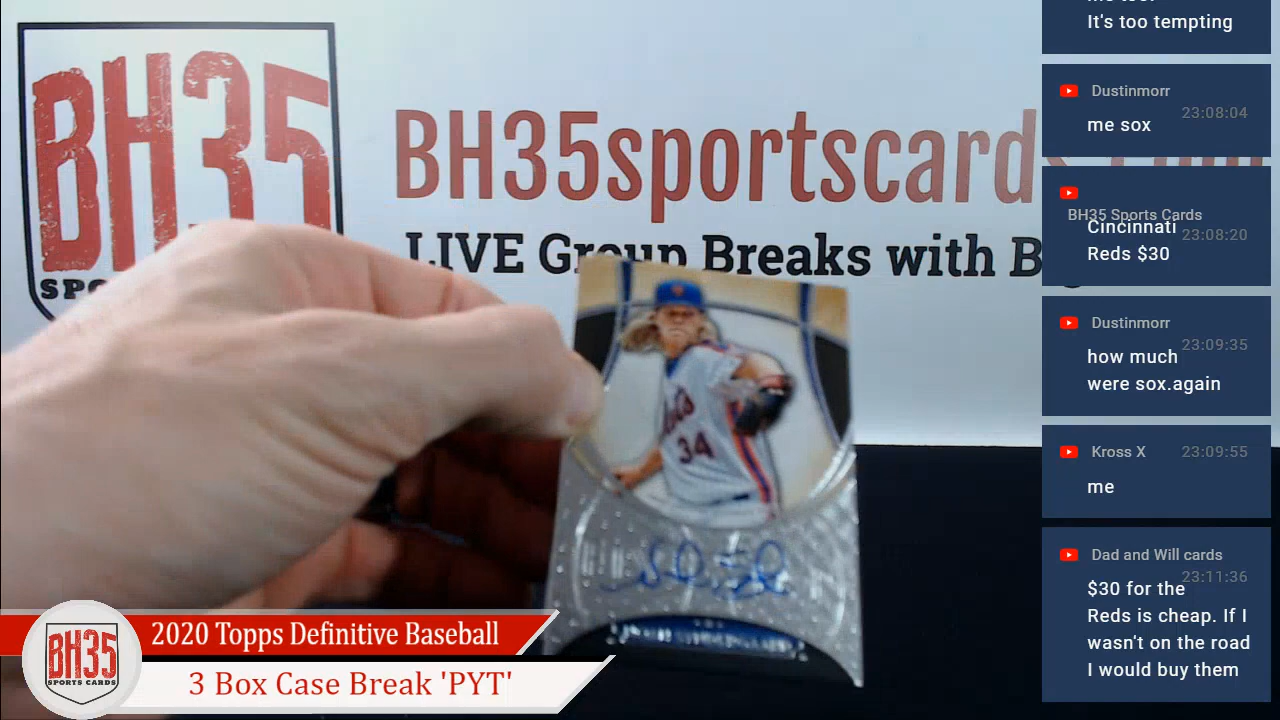 BH35
SPO
BH35sportscard
LIVE Group Breaks with B
34
2020 Topps Definitive Baseball
3 Box Case Break 'PYT'
BH35
SPORTS CARDS
It's too tempting
Dustinmorr
23:08:04
me sox
BH35 Sports Cards
23:08:20
Cincinnati
Reds $30
Dustinmorr
23:09:35
how much
were sox.again
Kross X 23:09:55
me
Dad and Will cards
23:11:36
$30 for the
Reds is cheap. If I
wasn't on the road
I would buy them